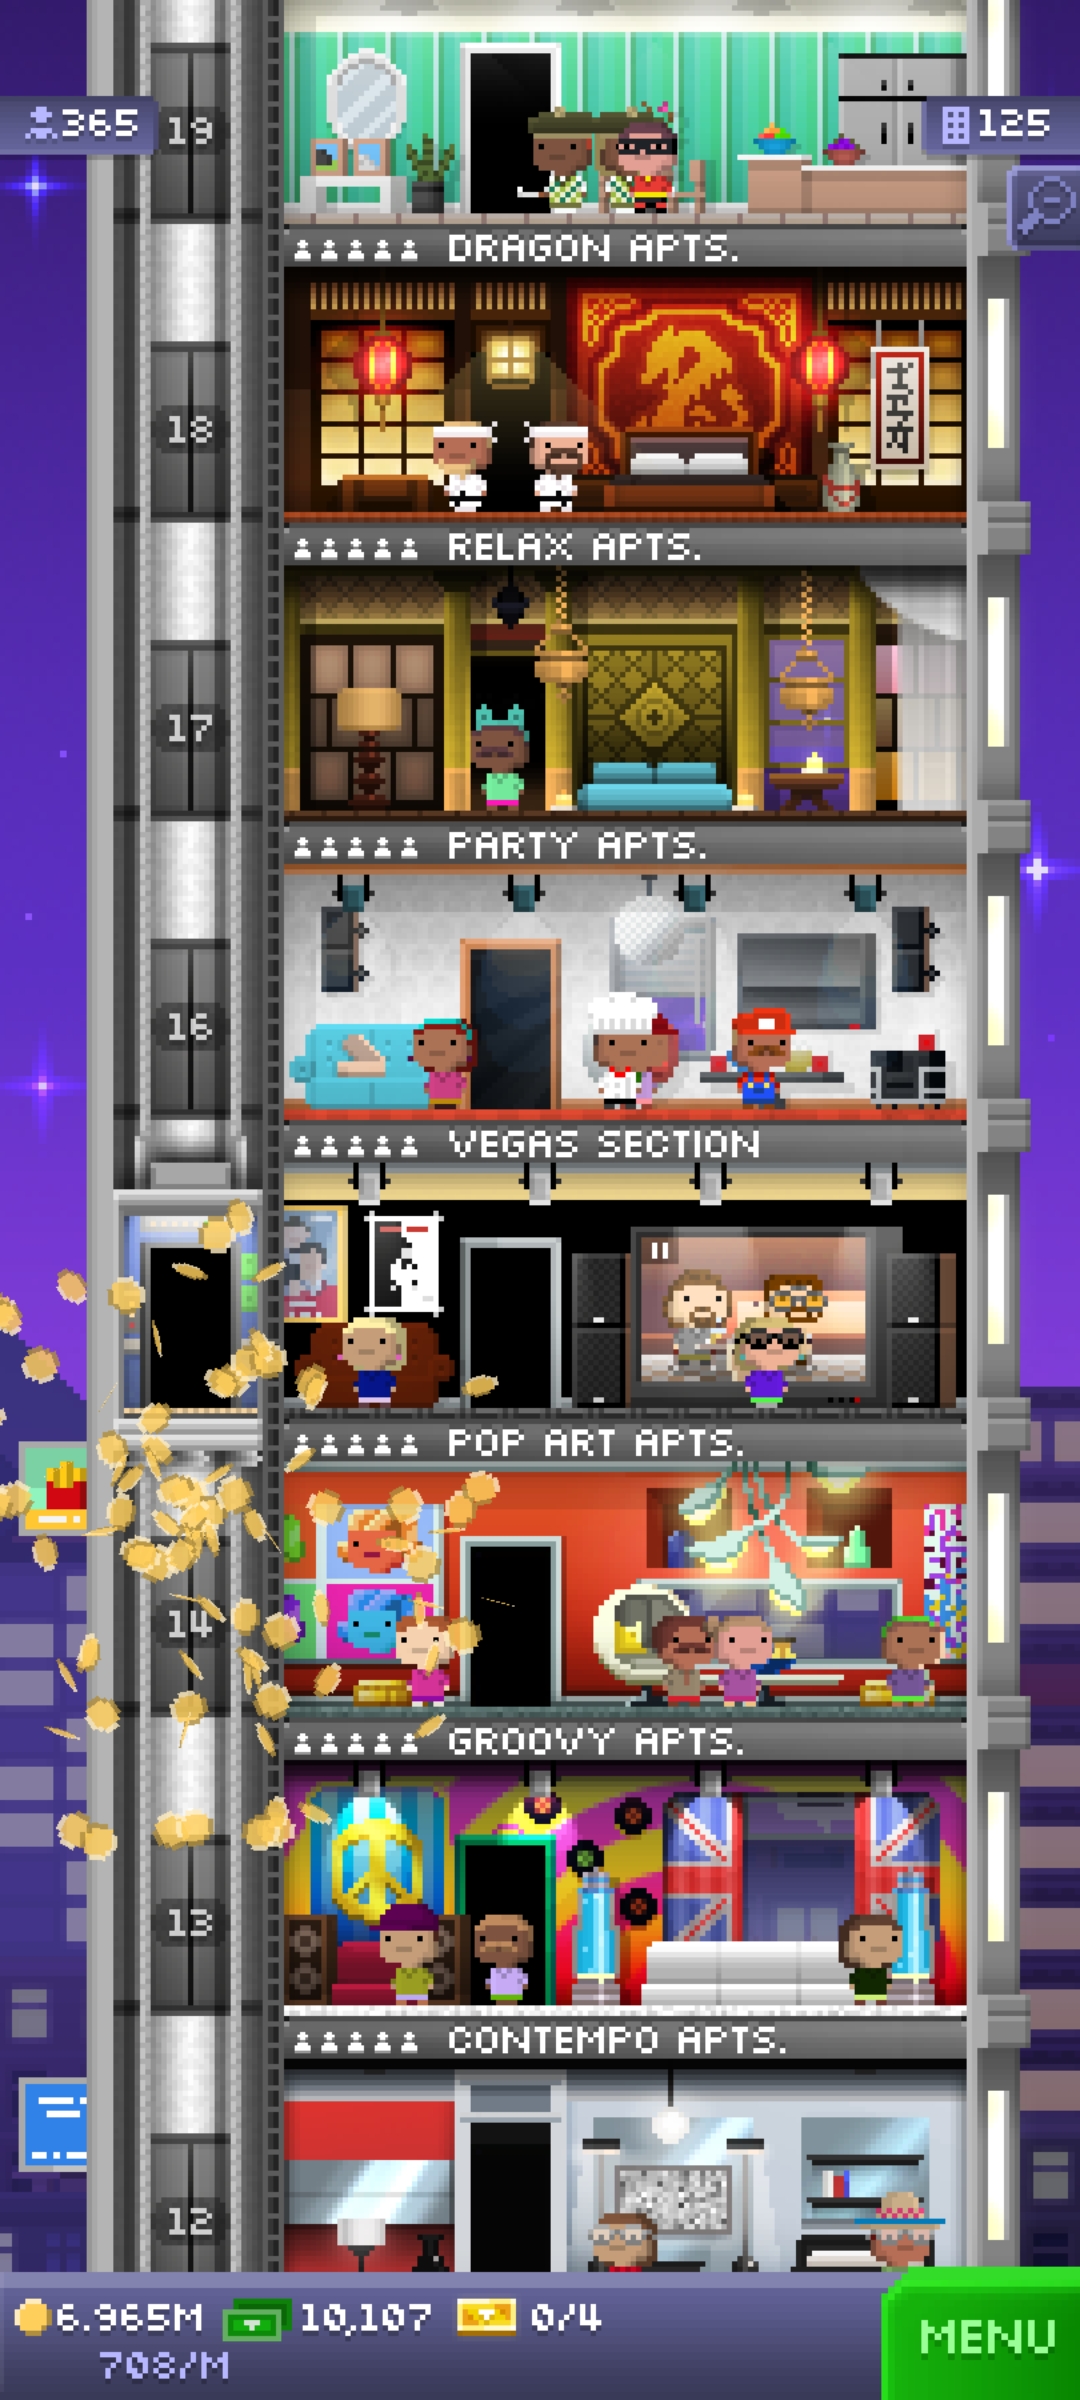 365
19
125
DRAGON APTS.
18
RELAX APTS.
17
PARTY APTS.
16
VEGAS SECTION
POP ART APTS.
14
GROOVY APTS.
13
CONTEMPO APTS.
12
6.965M 10,107 0/4
708/M
MENU